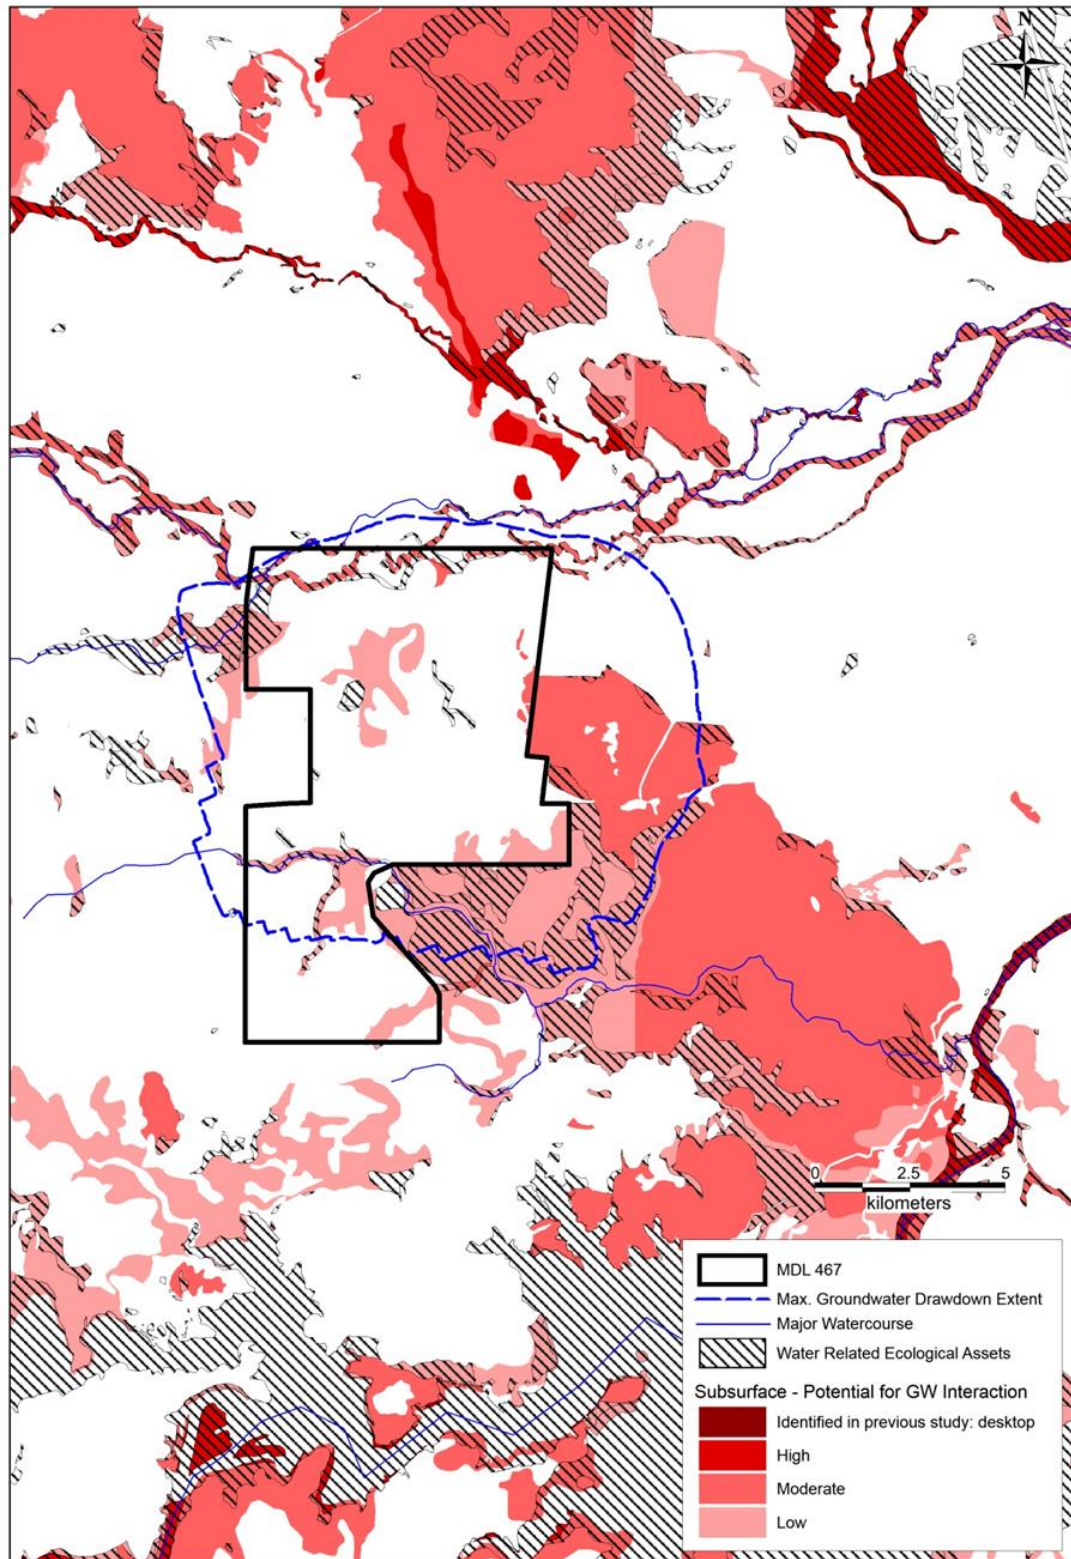 N
0 2.5 5
kilometers
MDL 467
Max. Groundwater Drawdown Extent
Major Watercourse
Water Related Ecological Assets
Subsurface - Potential for GW Interaction
Identified in previous study: desktop
High
Moderate
Low